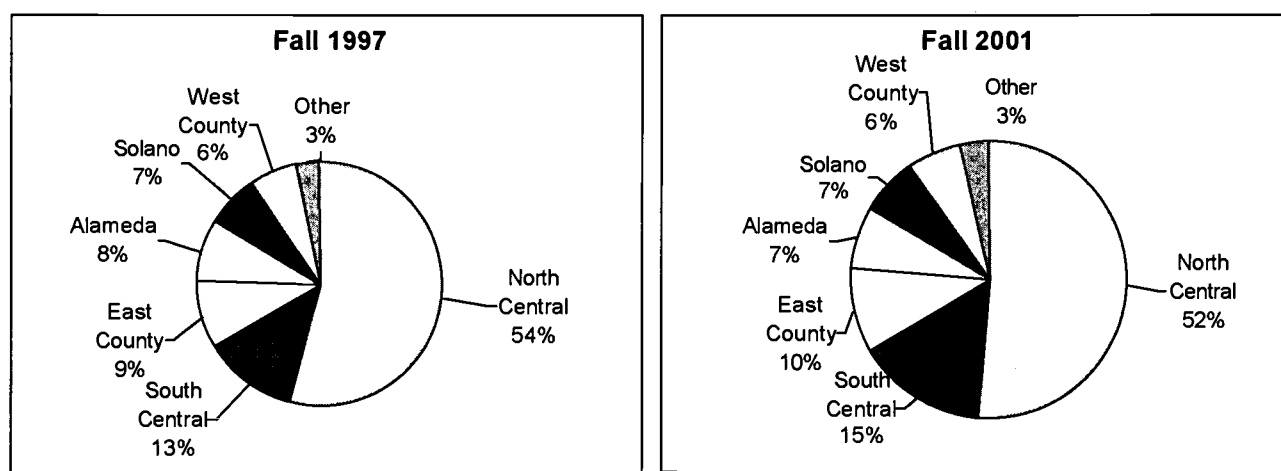 Fall 1997
West
County
6%
Other
3%
Solano
7%
Alameda
8%
East
County
9%
South
Central
13%
North
Central
54%
Fall 2001
West
County
6%
Other
3%
Solano
7%
Alameda
7%
East
County
10%
South
Central
15%
North
Central
52%